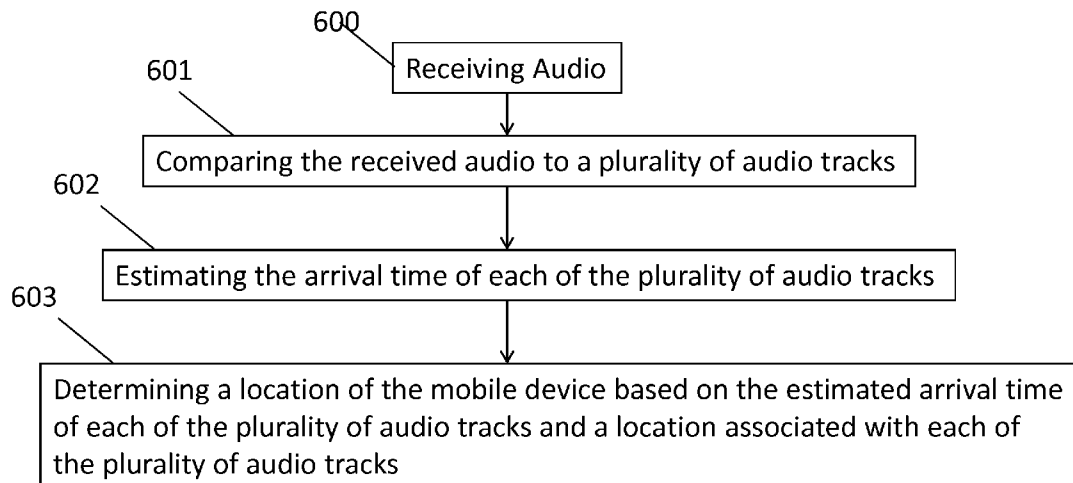 600
Receiving Audio
601
Comparing the received audio to a plurality of audio tracks
602
Estimating the arrival time of each of the plurality of audio tracks
603
Determining a location of the mobile device based on the estimated arrival time
of each of the plurality of audio tracks and a location associated with each of
the plurality of audio tracks